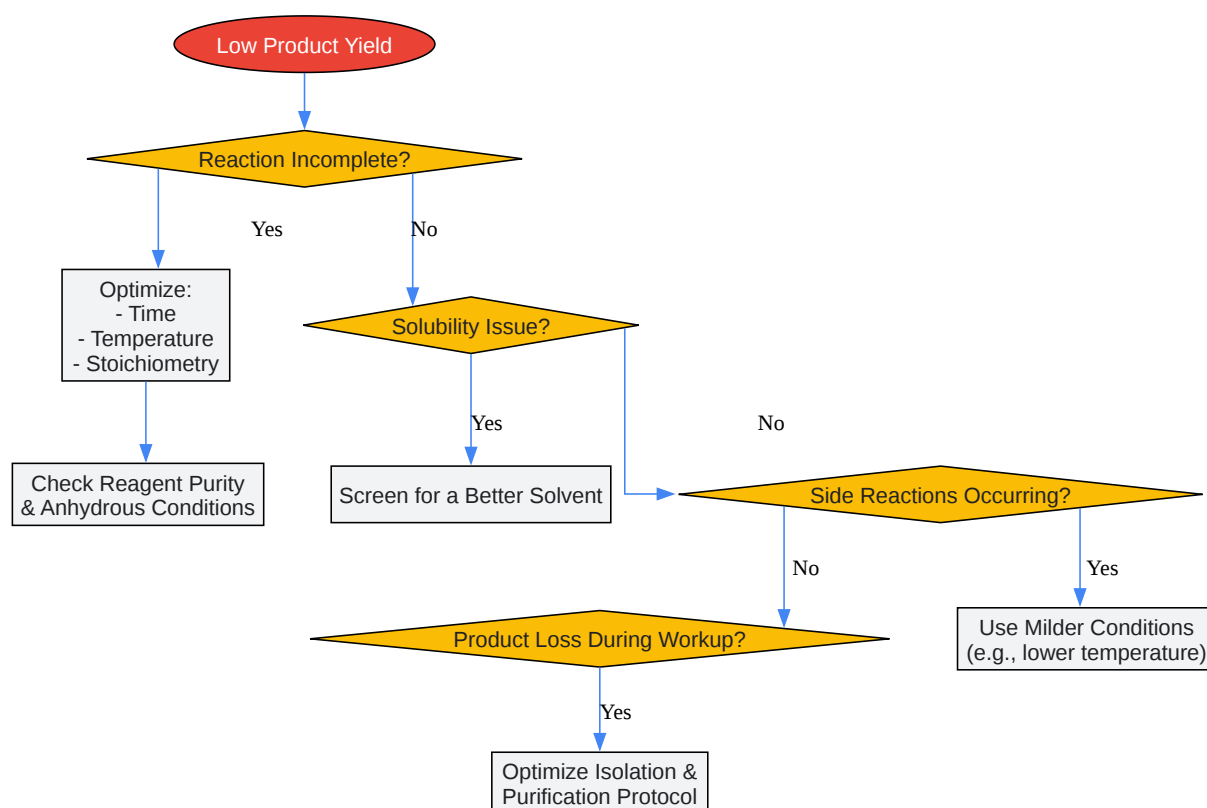 Low Product Yield
Reaction Incomplete?
Yes
No
Optimize:
- Time
- Temperature
- Stoichiometry
Solubility Issue?
Yes
No
Check Reagent Purity
& Anhydrous Conditions
Screen for a Better Solvent
Side Reactions Occurring?
No
Yes
Product Loss During Workup?
Use Milder Conditions
(e.g., lower temperature)
Yes
Optimize Isolation &
Purification Protocol